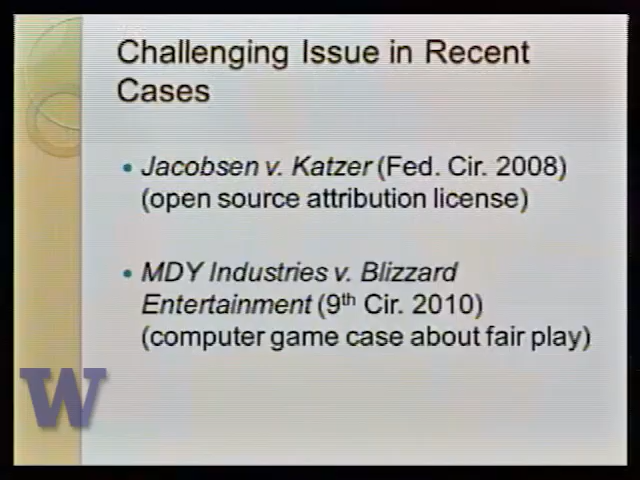 Challenging Issue in Recent
Cases
• Jacobsen v. Katzer (Fed. Cir. 2008)
(open source attribution license)
• MDY Industries v. Blizzard
Entertainment (9th Cir. 2010)
(computer game case about fair play)
W